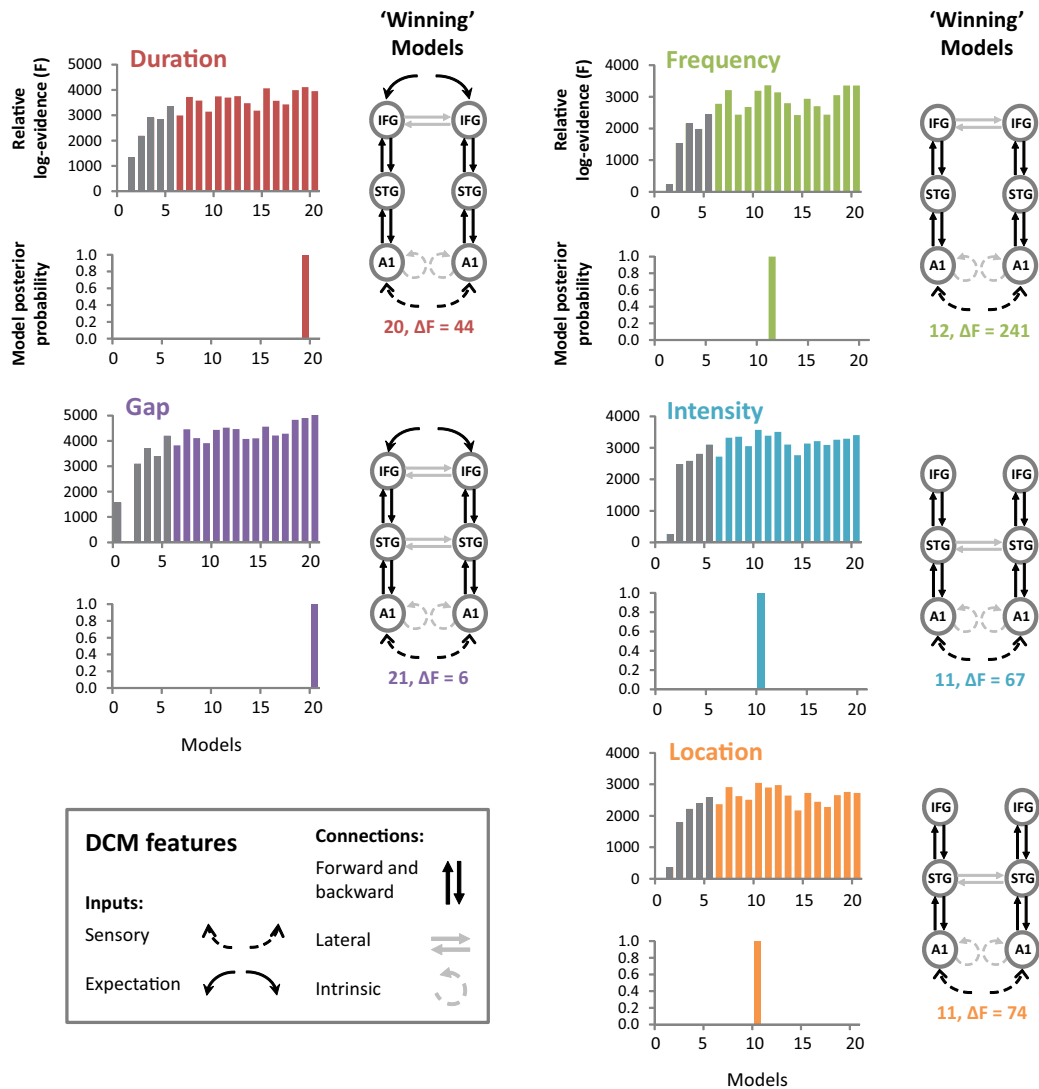 'Winning'
Models
Duration
Relative
log-evidence (F)
5000
4000
3000
2000
1000
0
0 5 10 15 20
IFG IFG
STG STG
A1 A1
20, ΔF = 44
Model posterior
probability
1.0
0.8
0.6
0.4
0.2
0.0
0 5 10 15 20
'Winning'
Models
Frequency
Relative
log-evidence (F)
4000
3000
2000
1000
0
0 5 10 15 20
IFG IFG
STG STG
A1 A1
12, ΔF = 241
Model posterior
probability
1.0
0.8
0.6
0.4
0.2
0.0
0 5 10 15 20
Gap
5000
4000
3000
2000
1000
0
0 5 10 15 20
IFG IFG
STG STG
A1 A1
21, ΔF = 6
1.0
0.8
0.6
0.4
0.2
0.0
0 5 10 15 20
Models
Intensity
4000
3000
2000
1000
0
0 5 10 15 20
IFG IFG
STG STG
A1 A1
11, ΔF = 67
1.0
0.8
0.6
0.4
0.2
0.0
0 5 10 15 20
Location
4000
3000
2000
1000
0
0 5 10 15 20
IFG IFG
STG STG
A1 A1
11, ΔF = 74
1.0
0.8
0.6
0.4
0.2
0.0
0 5 10 15 20
Models
DCM features
Inputs:
Sensory
Expectation
Connections:
Forward and
backward
Lateral
Intrinsic